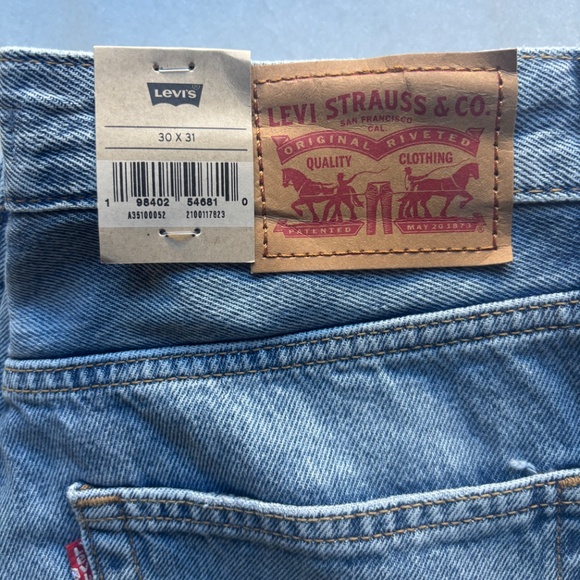 Levi's
30 X 31
1 98402 54681 0
A35100052 2100117823
LEVI STRAUSS & CO.
SAN FRANCISCO
CAL.
ORIGINAL RIVETED
QUALITY CLOTHING
PATENTED MAY 20 1873